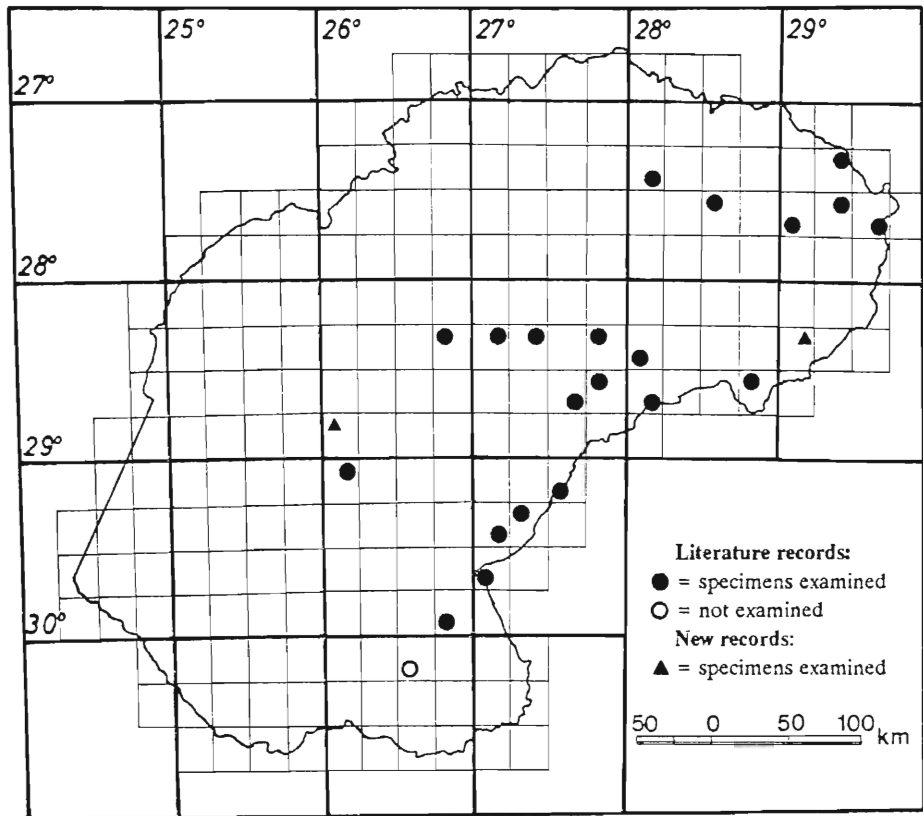 25° 26° 27° 28° 29°
27°
28°
29°
30°
Literature records:
● = specimens examined
○ = not examined
New records:
▲ = specimens examined
50 0 50 100 km